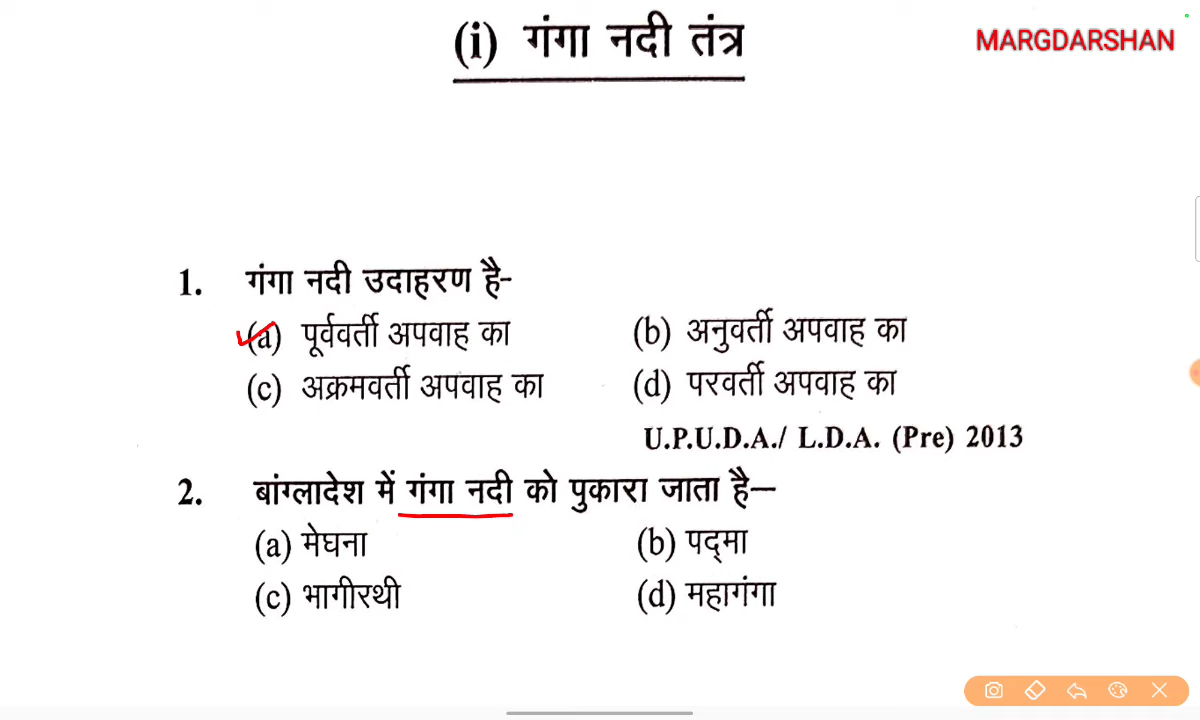 (i) गंगा नदी तंत्र
MARGDARSHAN
1. गंगा नदी उदाहरण है-
(a) पूर्ववर्ती अपवाह का (b) अनुवर्ती अपवाह का
(c) अक्रमवर्ती अपवाह का (d) परवर्ती अपवाह का
U.P.U.D.A./ L.D.A. (Pre) 2013
2. बांग्लादेश में गंगा नदी को पुकारा जाता है—
(a) मेघना (b) पद्‌मा
(c) भागीरथी (d) महागंगा